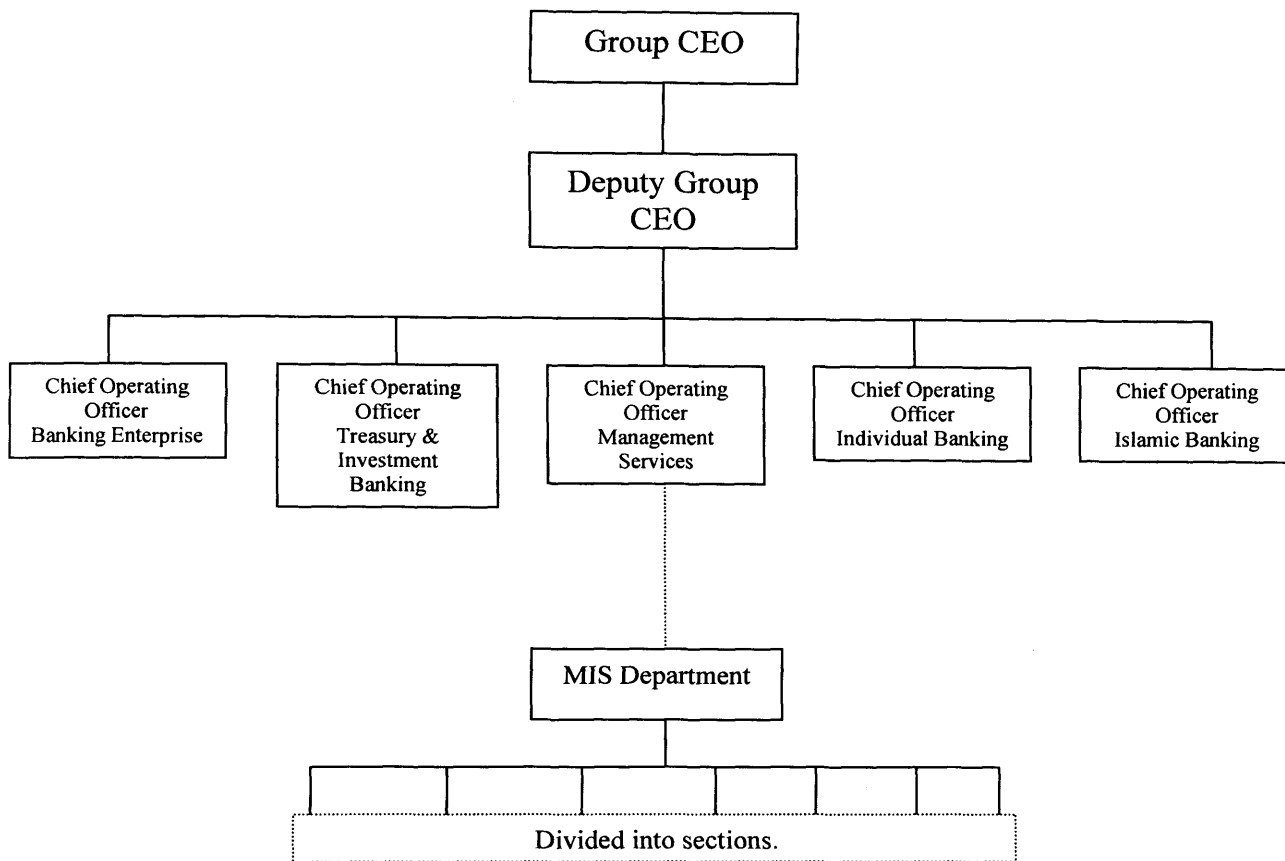 Group CEO
Deputy Group
CEO
Chief Operating
Officer
Banking Enterprise
Chief Operating
Officer
Treasury &
Investment
Banking
Chief Operating
Officer
Management
Services
Chief Operating
Officer
Individual Banking
Chief Operating
Officer
Islamic Banking
MIS Department
Divided into sections.